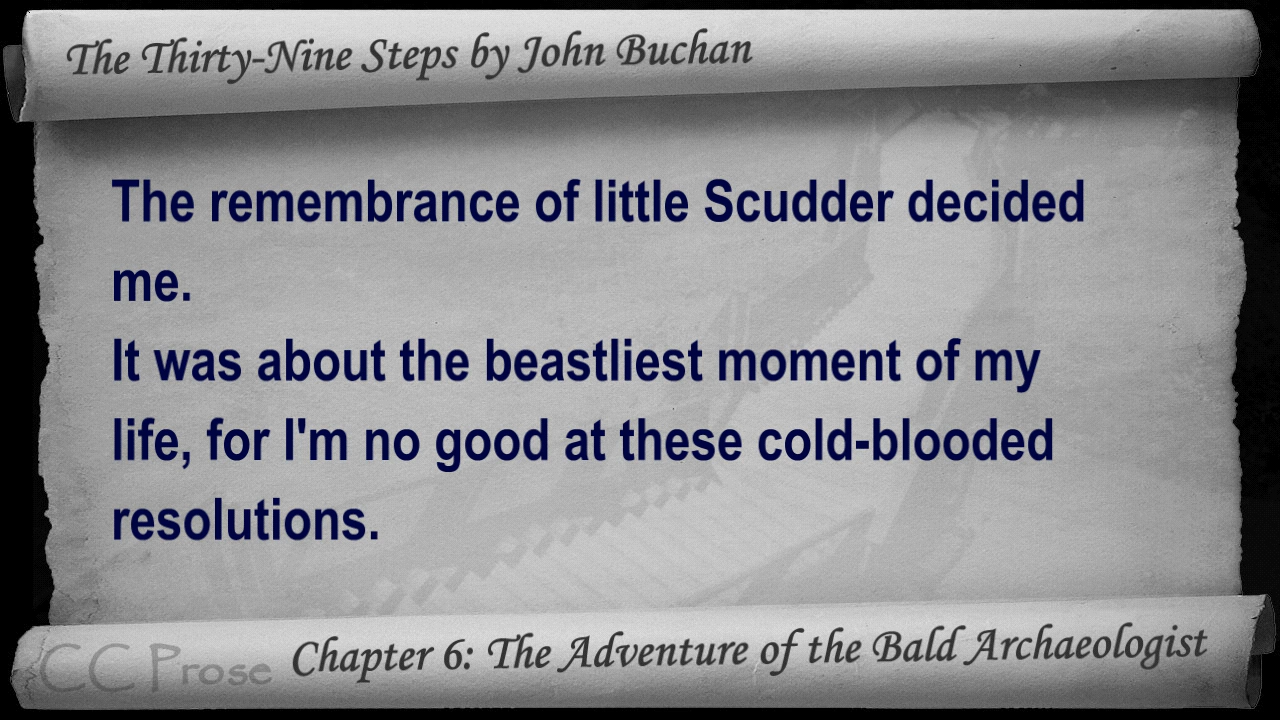 The Thirty-Nine Steps by John Buchan
The remembrance of little Scudder decided
me.
It was about the beastliest moment of my
life, for I'm no good at these cold-blooded
resolutions.
CC Prose
Chapter 6: The Adventure of the Bald Archaeologist